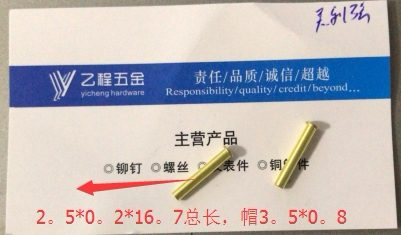 乙程五金
yicheng hardware
责任/品质/诚信/超越
Responsibility/quality/credit/beyond...
主营产品
◎铆钉 ◎螺丝 表件 ◎铜 件
2。5*0。2*16。7总长，帽3。5*0。8